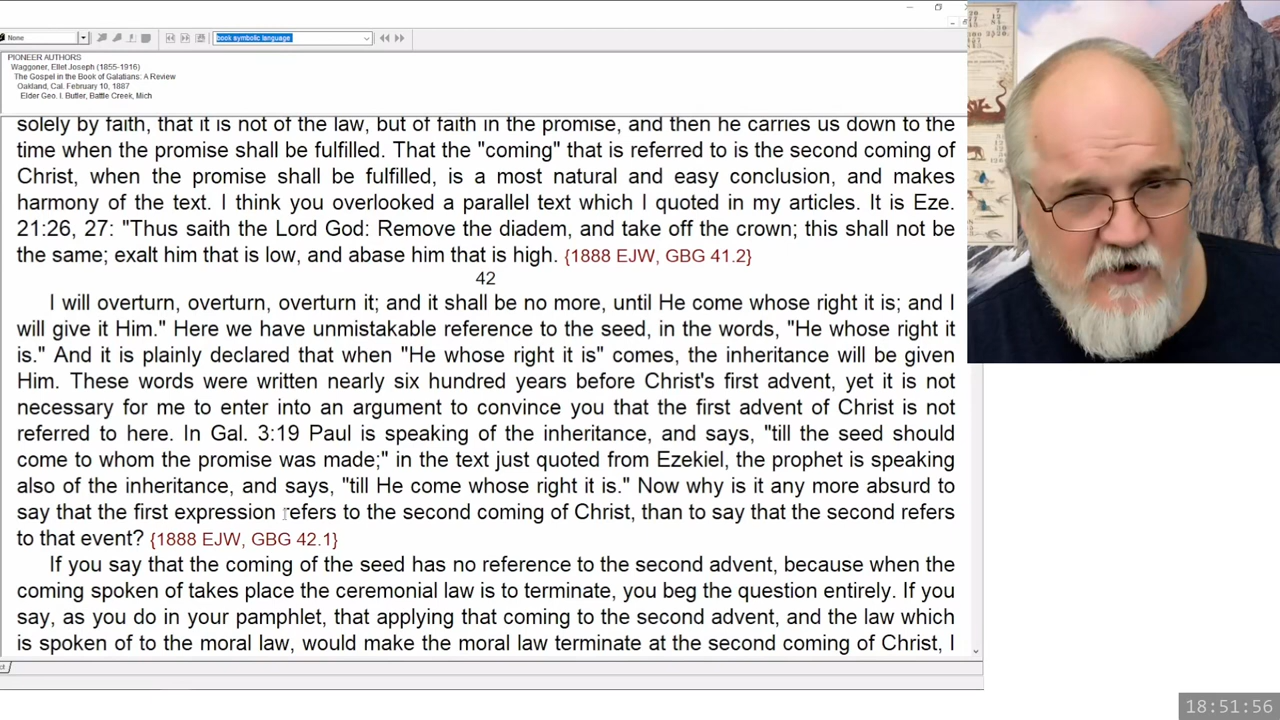 None
book symbolic language
PIONEER AUTHORS
Waggoner, Ellet Joseph (1855-1916)
The Gospel in the Book of Galatians: A Review
Oakland, Cal. February 10, 1887
Elder Geo. I. Butler, Battle Creek, Mich
solely by faith, that it is not of the law, but of faith in the promise, and then he carries us down to the
time when the promise shall be fulfilled. That the "coming" that is referred to is the second coming of
Christ, when the promise shall be fulfilled, is a most natural and easy conclusion, and makes
harmony of the text. I think you overlooked a parallel text which I quoted in my articles. It is Eze.
21:26, 27: "Thus saith the Lord God: Remove the diadem, and take off the crown; this shall not be
the same; exalt him that is low, and abase him that is high. {1888 EJW, GBG 41.2}
42
I will overturn, overturn, overturn it; and it shall be no more, until He come whose right it is; and I
will give it Him." Here we have unmistakable reference to the seed, in the words, "He whose right it
is." And it is plainly declared that when "He whose right it is" comes, the inheritance will be given
Him. These words were written nearly six hundred years before Christ's first advent, yet it is not
necessary for me to enter into an argument to convince you that the first advent of Christ is not
referred to here. In Gal. 3:19 Paul is speaking of the inheritance, and says, "till the seed should
come to whom the promise was made;" in the text just quoted from Ezekiel, the prophet is speaking
also of the inheritance, and says, "till He come whose right it is." Now why is it any more absurd to
say that the first expression refers to the second coming of Christ, than to say that the second refers
to that event? {1888 EJW, GBG 42.1}
If you say that the coming of the seed has no reference to the second advent, because when the
coming spoken of takes place the ceremonial law is to terminate, you beg the question entirely. If you
say, as you do in your pamphlet, that applying that coming to the second advent, and the law which
is spoken of to the moral law, would make the moral law terminate at the second coming of Christ, I
18:51:56